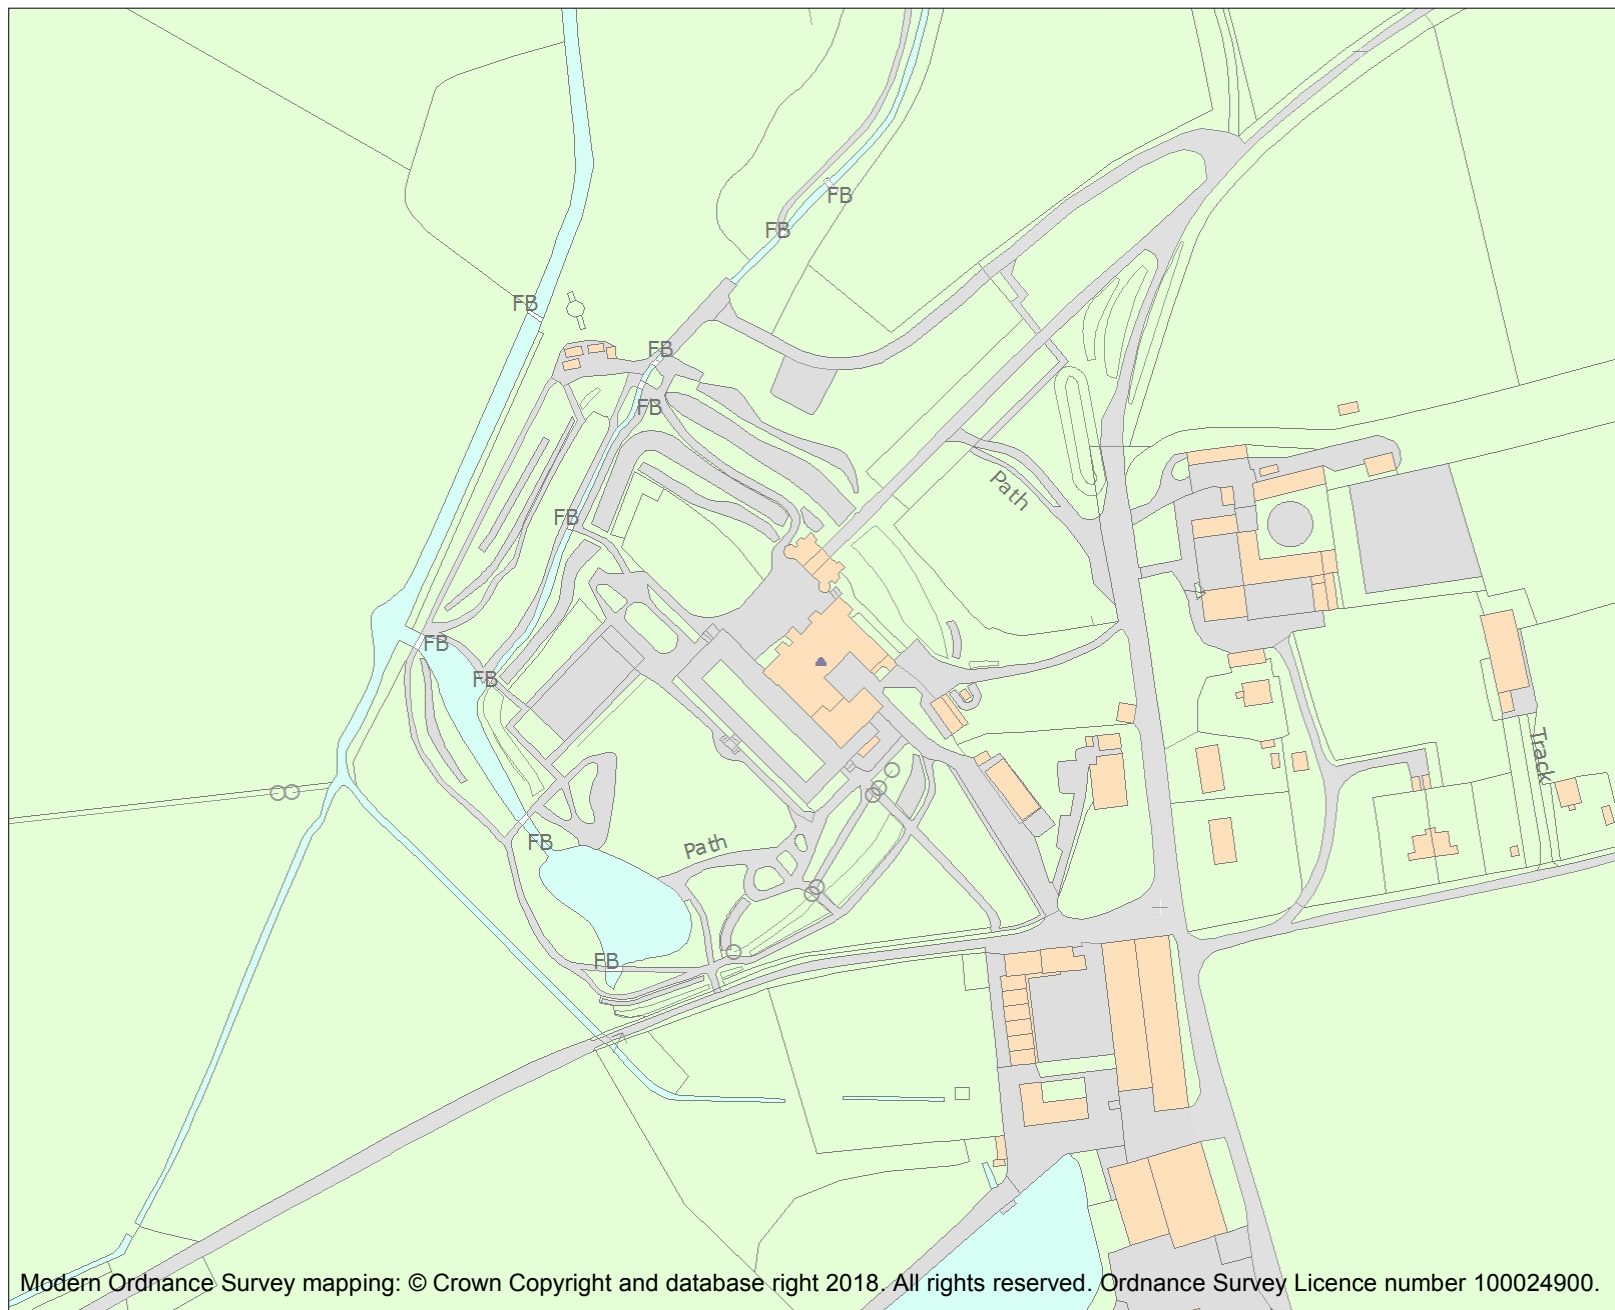 FB
FB
FB
FB
FB
Path
FB
FB
FB
Track
Path
FB
FB
Modern Ordnance Survey mapping: © Crown Copyright and database right 2018. All rights reserved. Ordnance Survey Licence number 100024900.